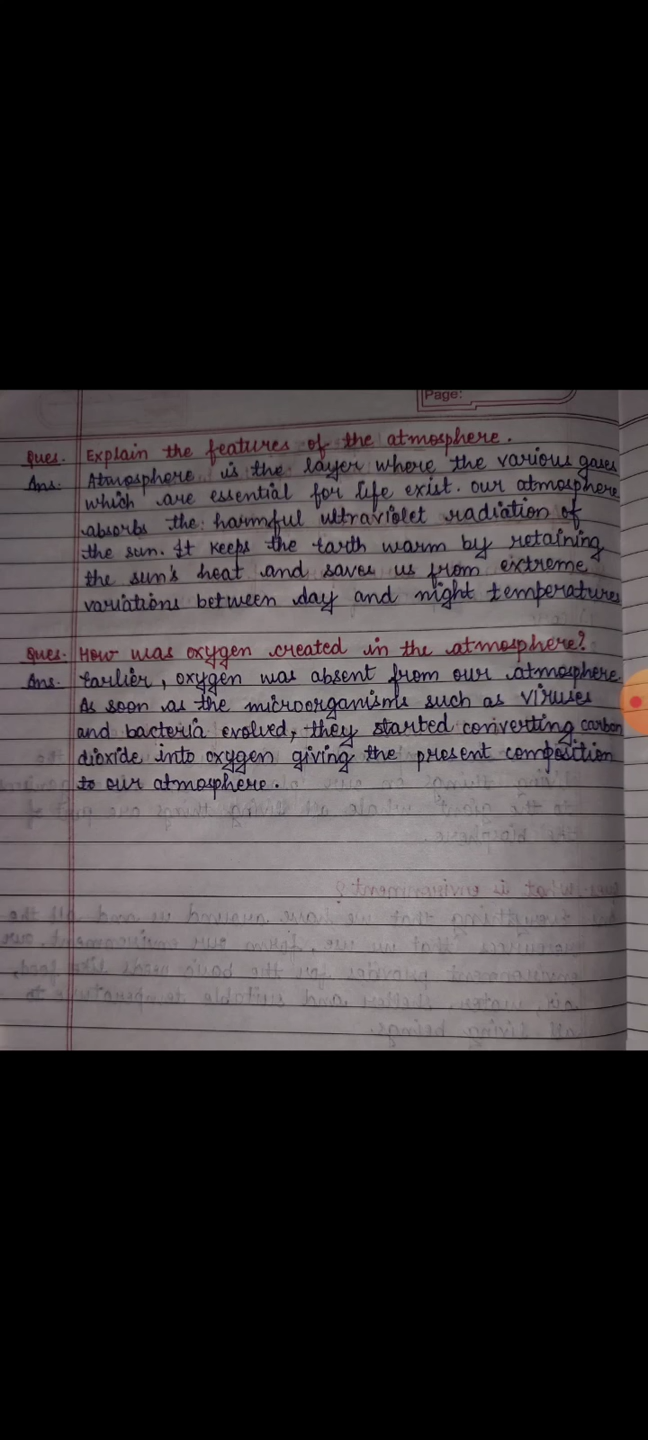 Page:
Ques. Explain the features of the atmosphere.
Ans. Atmosphere is the layer where the various gases
which are essential for life exist. our atmosphere
absorbs the harmful ultraviolet radiation of
the sun. It keeps the Earth warm by retaining
the sun's heat and saves us from extreme
variations between day and night temperatures
Ques. How was oxygen created in the atmosphere?
Ans. Earlier, oxygen was absent from our atmosphere.
As soon as the microorganisms such as viruses
and bacteria evolved, they started converting carbon
dioxide into oxygen giving the present composition
to our atmosphere.